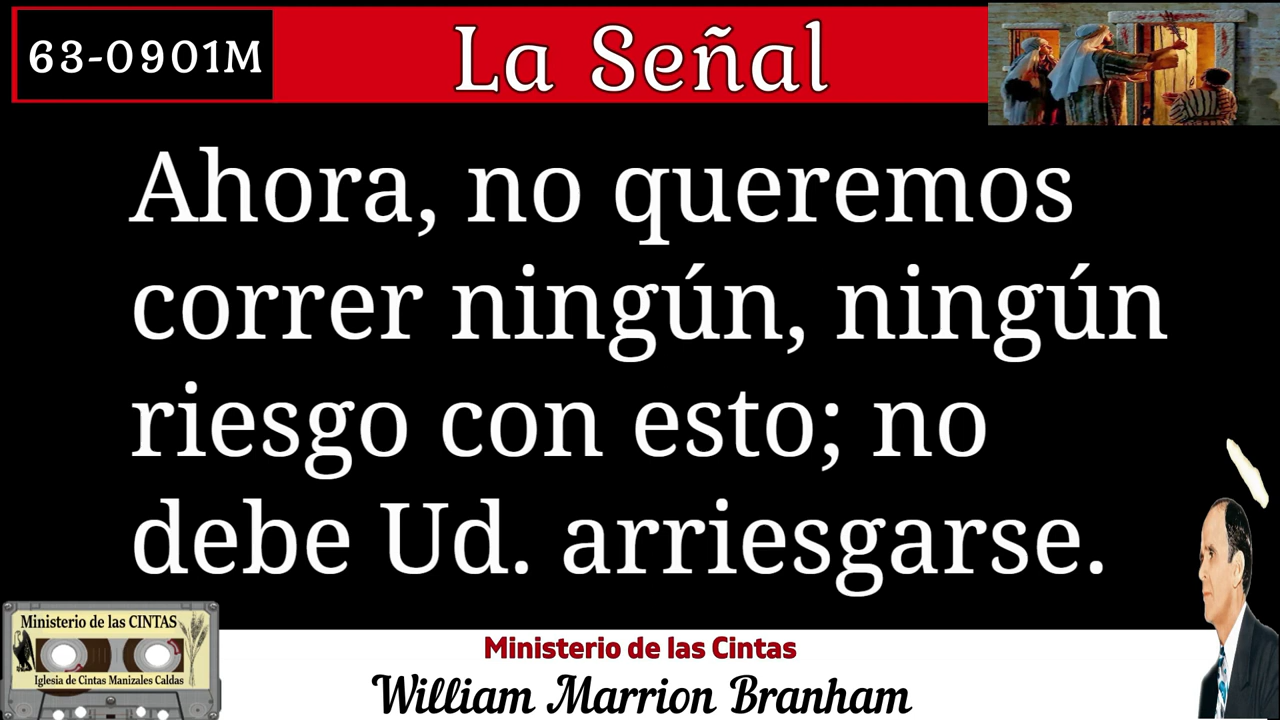 63-0901M
La Señal
Ahora, no queremos
correr ningún, ningún
riesgo con esto; no
debe Ud. arriesgarse.
Ministerio de las CINTAS
Iglesia de Cintas Manizales Caldas
Ministerio de las Cintas
William Marrion Branham